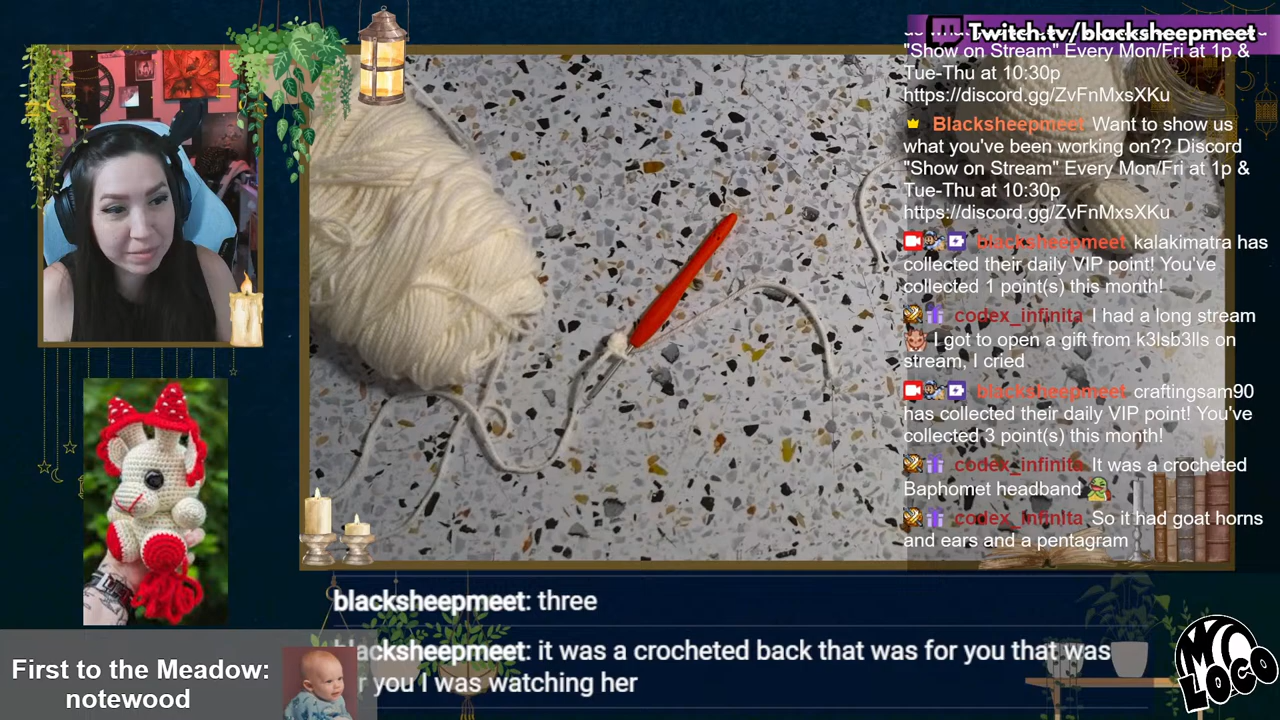 Twitch.tv/blacksheepmeet
"Show on Stream" Every Mon/Fri at 1p &
Tue-Thu at 10:30p
https://discord.gg/ZvFnMxsXKu
Blacksheepmeet Want to show us
what you've been working on?? Discord
"Show on Stream" Every Mon/Fri at 1p &
Tue-Thu at 10:30p
https://discord.gg/ZvFnMxsXKu
blacksheepmeet kalakimatra has
collected their daily VIP point! You've
collected 1 point(s) this month!
codex_infinita I had a long stream
I got to open a gift from k3lsb3lls on
stream, I cried
blacksheepmeet craftingsam90
has collected their daily VIP point! You've
collected 3 point(s) this month!
codex_infinita It was a crocheted
Baphomet headband
codex_infinita So it had goat horns
and ears and a pentagram
blacksheepmeet: three
blacksheepmeet: it was a crocheted back that was for you that was
r you I was watching her
First to the Meadow:
notewood
MC
LOCO